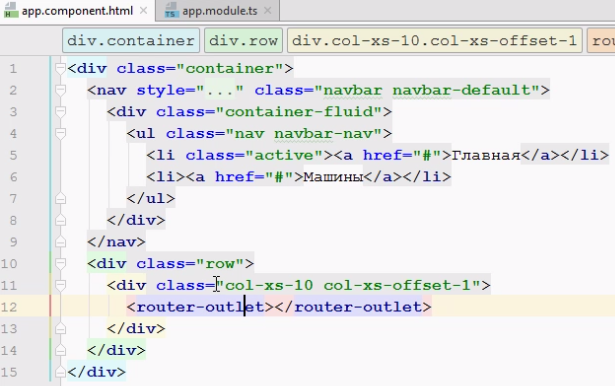 app.component.html × app.module.ts ×
div.container div.row div.col-xs-10.col-xs-offset-1 rou
1 <div class="container">
2 <nav style="..." class="navbar navbar-default">
3 <div class="container-fluid">
4 <ul class="nav navbar-nav">
5 <li class="active"><a href="#">Главная</a></li>
6 <li><a href="#">Машины</a></li>
7 </ul>
8 </div>
9 </nav>
10 <div class="row">
11 <div class="col-xs-10 col-xs-offset-1">
12 <router-outlet></router-outlet>
13 </div>
14 </div>
15 </div>